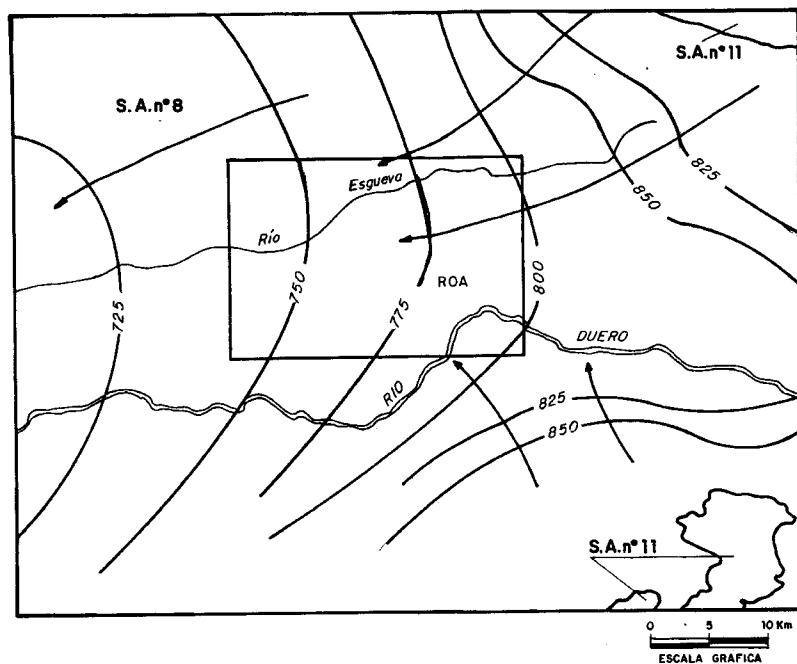 S.A.nº11
S.A.nº8
825
850
Esgueva
Río
ROA
800
750
775
725
DUERO
RIO
825
850
S.A.nº11
0 5 10 Km
ESCALA GRAFICA